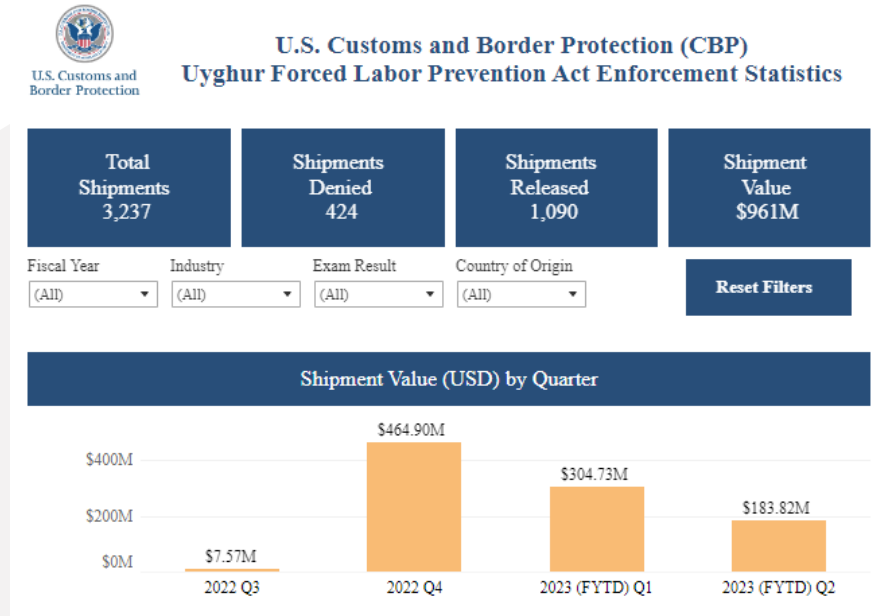 U.S. Customs and
Border Protection
U.S. Customs and Border Protection (CBP)
Uyghur Forced Labor Prevention Act Enforcement Statistics
Total
Shipments
3,237
Shipments
Denied
424
Shipments
Released
1,090
Shipment
Value
$961M
Fiscal Year
Industry
Exam Result
Country of Origin
(All)
(All)
(All)
(All)
Reset Filters
Shipment Value (USD) by Quarter
$400M
$200M
$0M
$7.57M
$464.90M
$304.73M
$183.82M
2022 Q3
2022 Q4
2023 (FYTD) Q1
2023 (FYTD) Q2